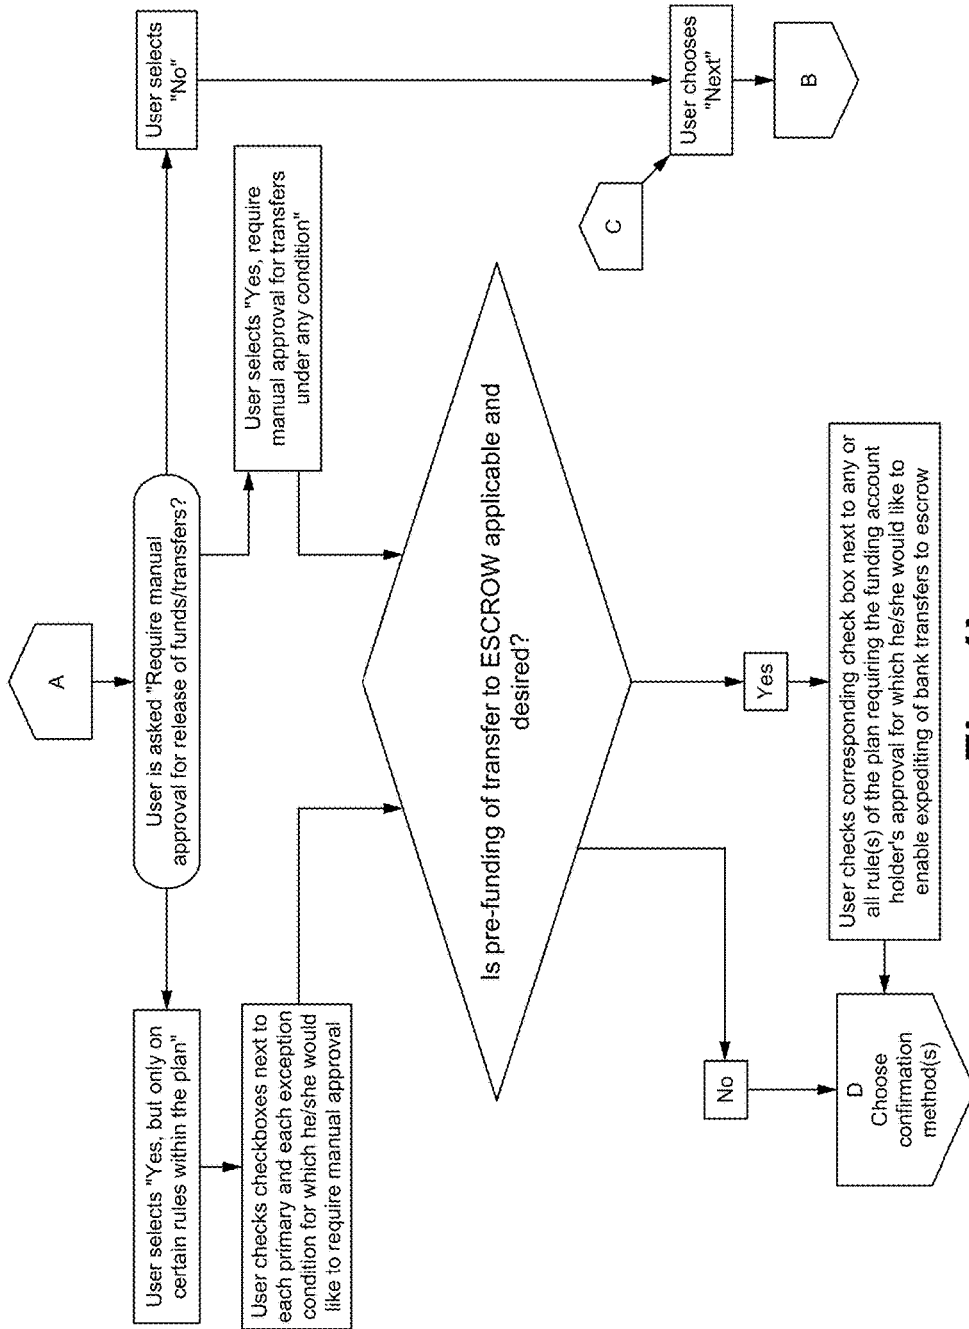 A
User is asked "Require manual
approval for release of funds/transfers?
User selects "Yes, but only on
certain rules within the plan"
User selects
"No"
User checks checkboxes next to
each primary and each exception
condition for which he/she would
like to require manual approval
User selects "Yes, require
manual approval for transfers
under any condition"
Is pre-funding of transfer to ESCROW applicable and
desired?
C
User chooses
"Next"
B
No
Yes
D
Choose
confirmation
method(s)
User checks corresponding check box next to any or
all rule(s) of the plan requiring the funding account
holder's approval for which he/she would like to
enable expediting of bank transfers to escrow